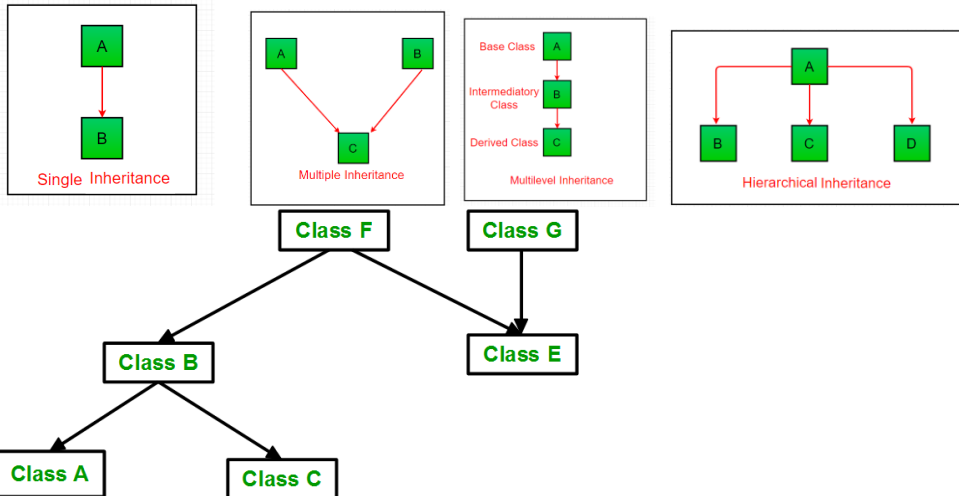 A
B
Single Inheritance
A
B
C
Multiple Inheritance
Base Class
A
Intermediatory
Class
B
Derived Class
C
Multilevel Inheritance
A
B
C
D
Hierarchical Inheritance
Class F
Class G
Class B
Class E
Class A
Class C